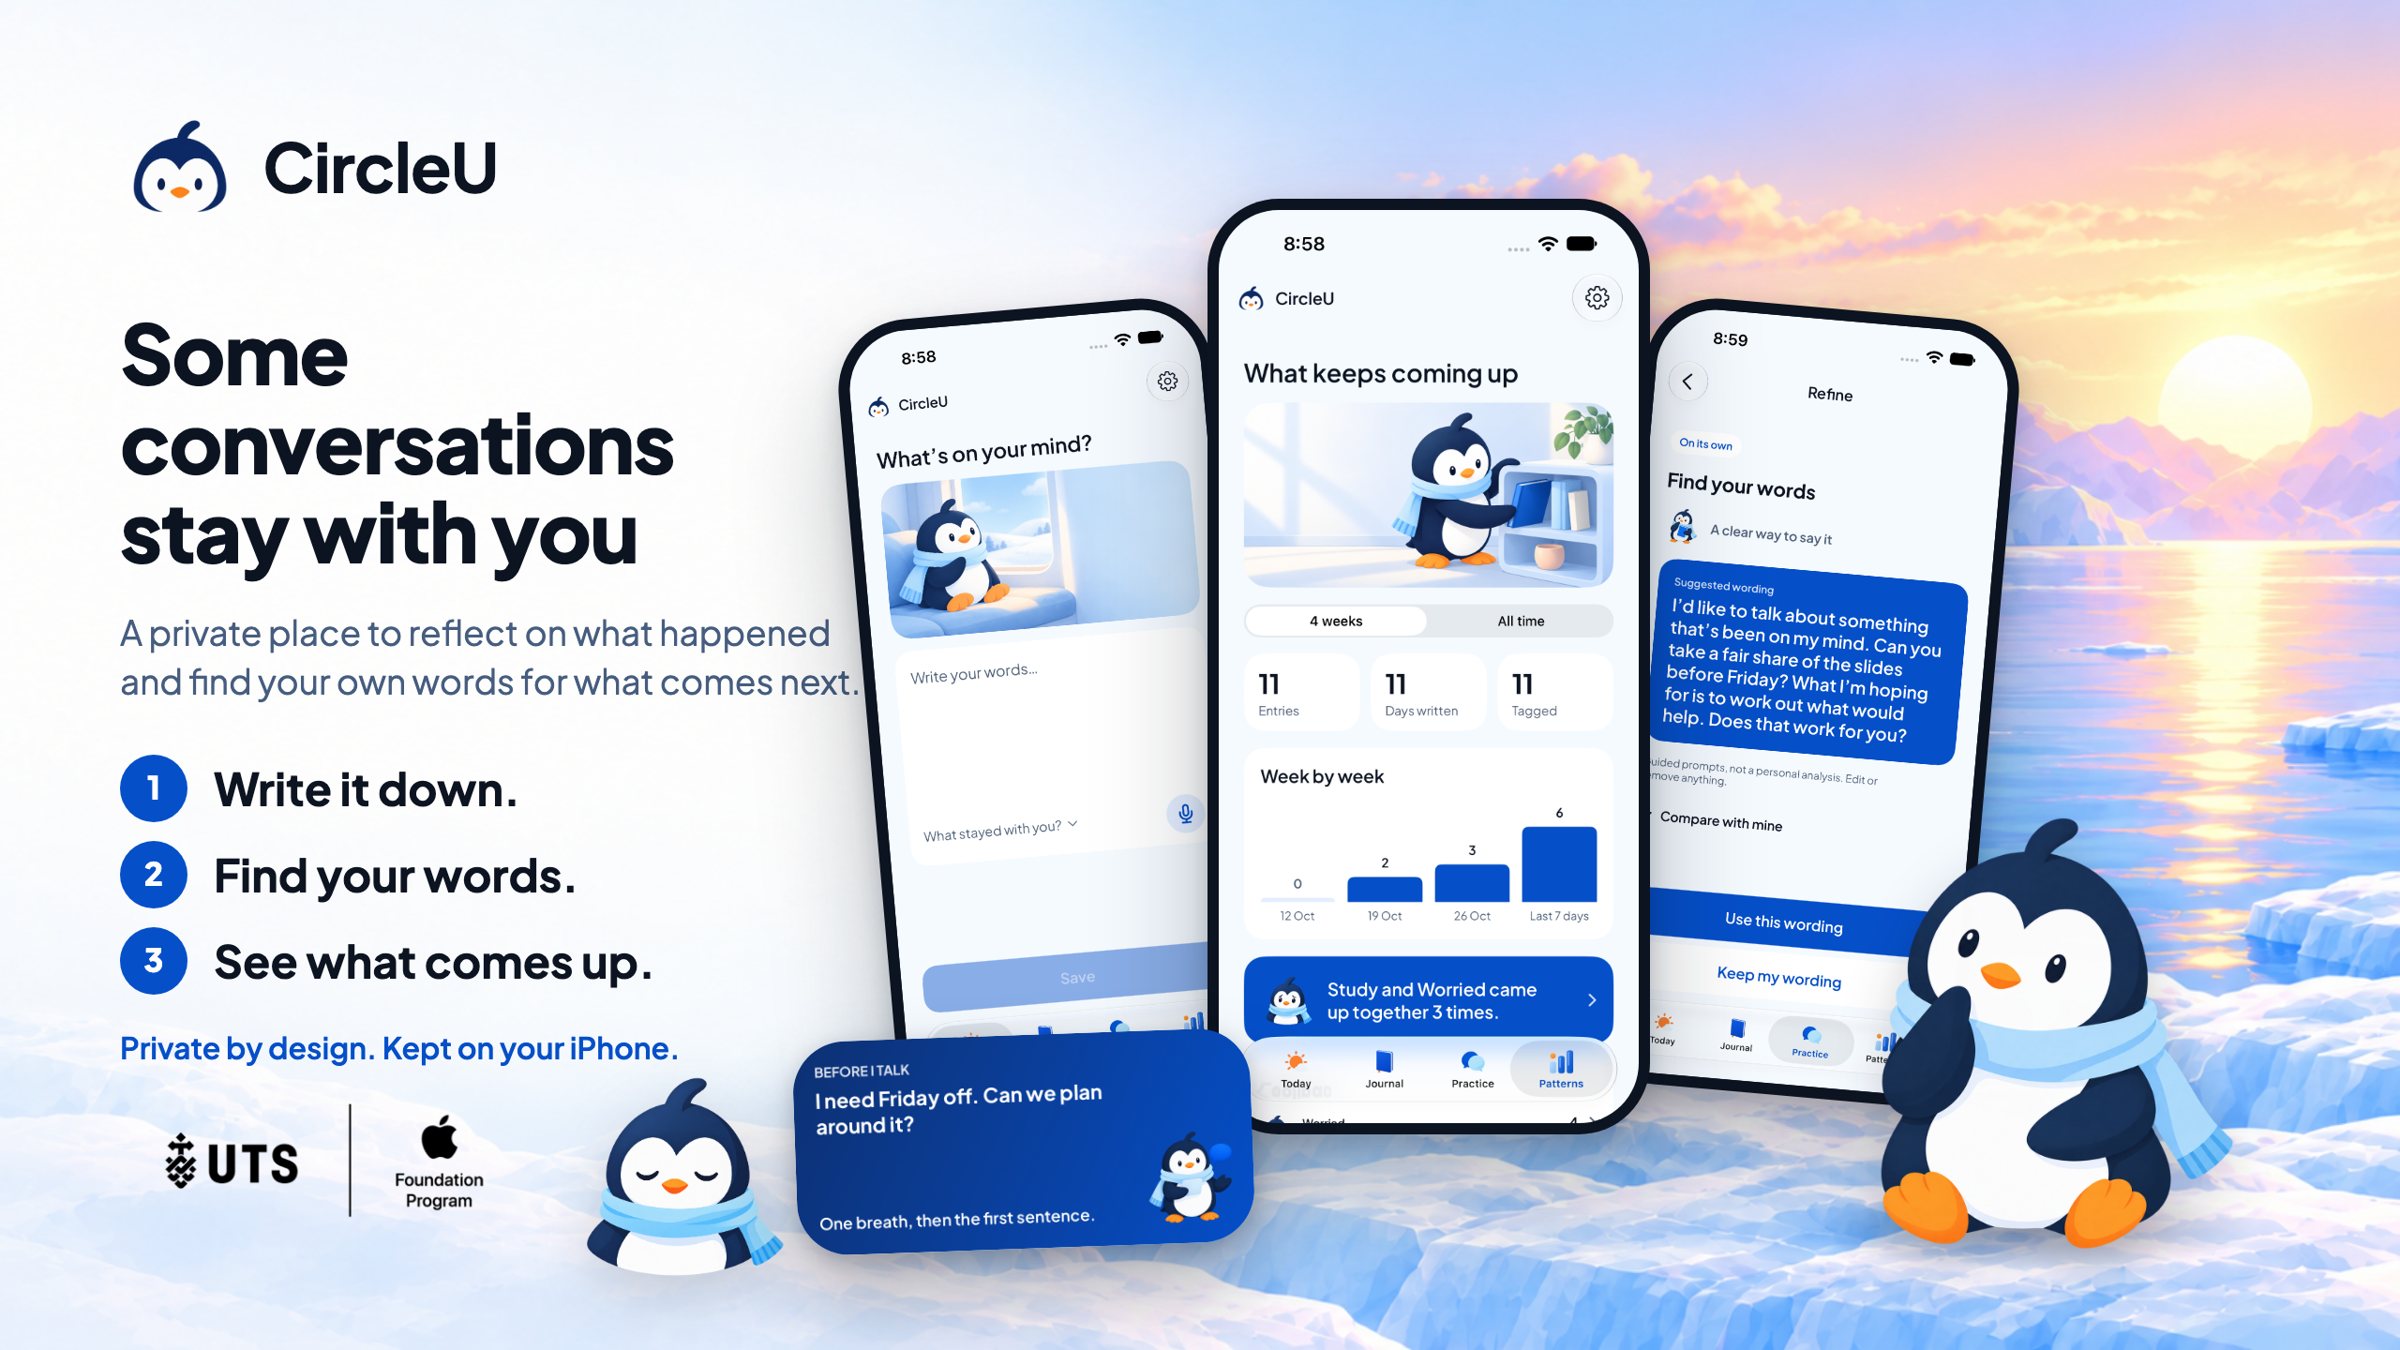 CircleU
Some
conversations
stay with you
A private place to reflect on what happened
and find your own words for what comes next.
1 Write it down.
2 Find your words.
3 See what comes up.
Private by design. Kept on your iPhone.
UTS
Foundation
Program
8:58
CircleU
What's on your mind?
Write your words...
What stayed with you?
Save
BEFORE I TALK
I need Friday off. Can we plan
around it?
One breath, then the first sentence.
8:58
CircleU
What keeps coming up
4 weeks All time
11 11 11
Entries Days written Tagged
Week by week
0 2 3 6
12 Oct 19 Oct 26 Oct Last 7 days
Study and Worried came
up together 3 times.
Today Journal Practice Patterns
Worried
8:59
Refine
On its own
Find your words
A clear way to say it
Suggested wording
I'd like to talk about something
that's been on my mind. Can you
take a fair share of the slides
before Friday? What I'm hoping
for is to work out what would
help. Does that work for you?
prompts, not a personal analysis. Edit or
anything.
Compare with mine
Use this wording
Keep my wording
Today Journal Practice Patte